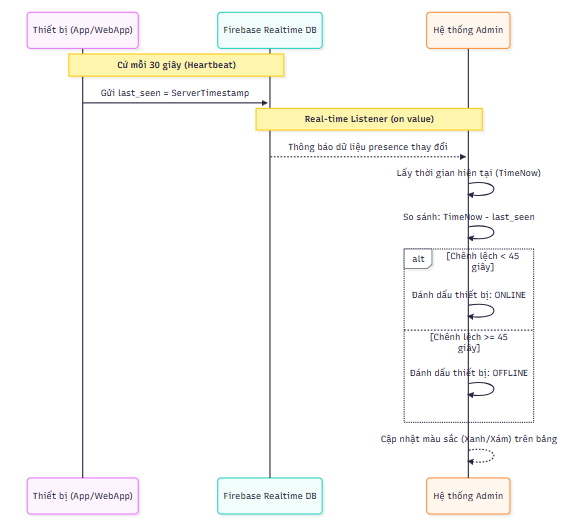 Thiết bị (App/WebApp)
Firebase Realtime DB
Hệ thống Admin
Cứ mỗi 30 giây (Heartbeat)
Gửi last_seen = ServerTimestamp
Real-time Listener (on value)
Thông báo dữ liệu presence thay đổi
Lấy thời gian hiện tại (TimeNow)
So sánh: TimeNow - last_seen
alt
[Chênh lệch < 45
giây]
Đánh dấu thiết bị: ONLINE
[Chênh lệch >= 45
giây]
Đánh dấu thiết bị: OFFLINE
Cập nhật màu sắc (Xanh/Xám) trên bảng
Thiết bị (App/WebApp)
Firebase Realtime DB
Hệ thống Admin